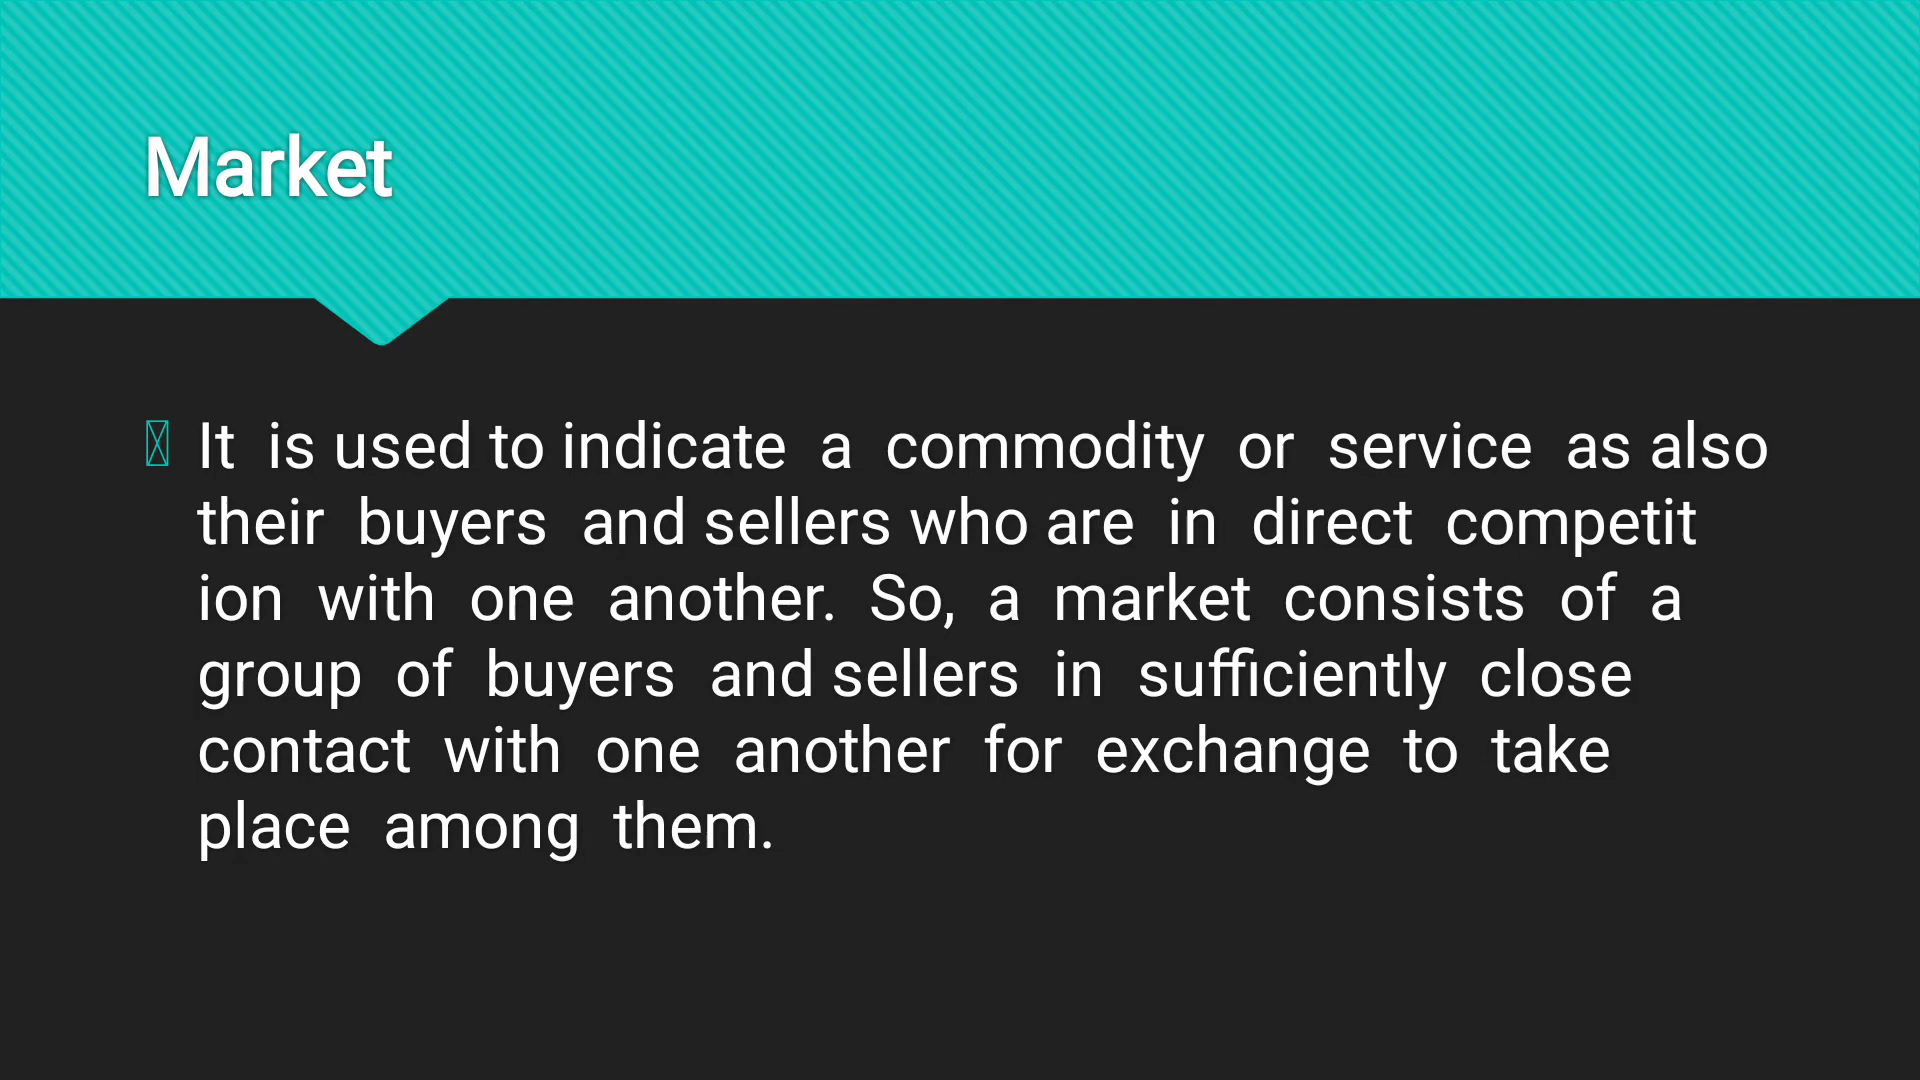 Market
It is used to indicate a commodity or service as also
their buyers and sellers who are in direct competit
ion with one another. So, a market consists of a
group of buyers and sellers in sufficiently close
contact with one another for exchange to take
place among them.